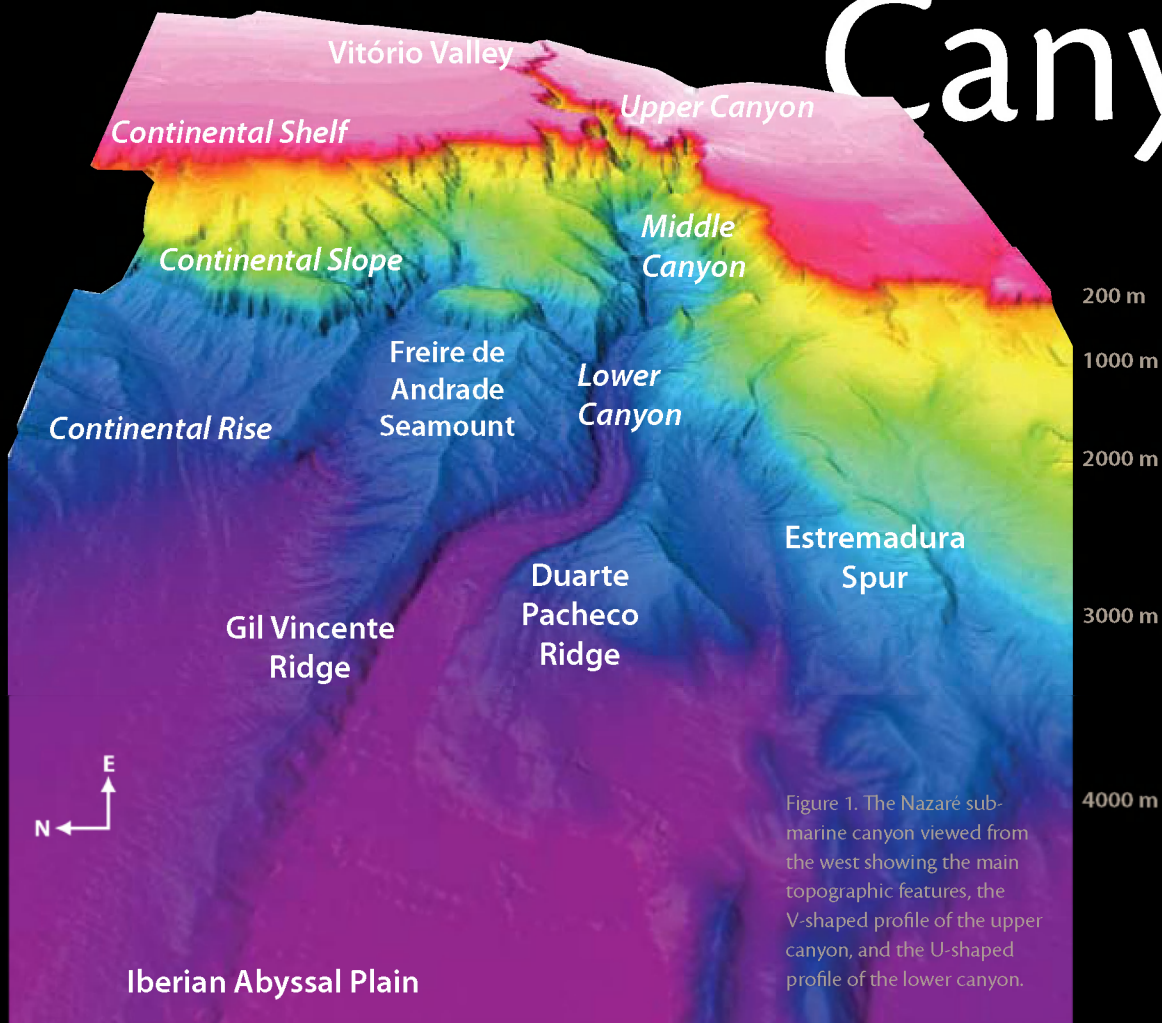 Cany
Vitório Valley
Upper Canyon
Continental Shelf
Middle
Canyon
Continental Slope
200 m
Freire de
Andrade
Seamount
1000 m
Lower
Canyon
Continental Rise
2000 m
Estremadura
Spur
Duarte
Pacheco
Ridge
3000 m
Gil Vincente
Ridge
E
N
4000 m
Figure 1. The Nazaré sub-
marine canyon viewed from
the west showing the main
topographic features, the
V-shaped profile of the upper
canyon, and the U-shaped
profile of the lower canyon.
Iberian Abyssal Plain